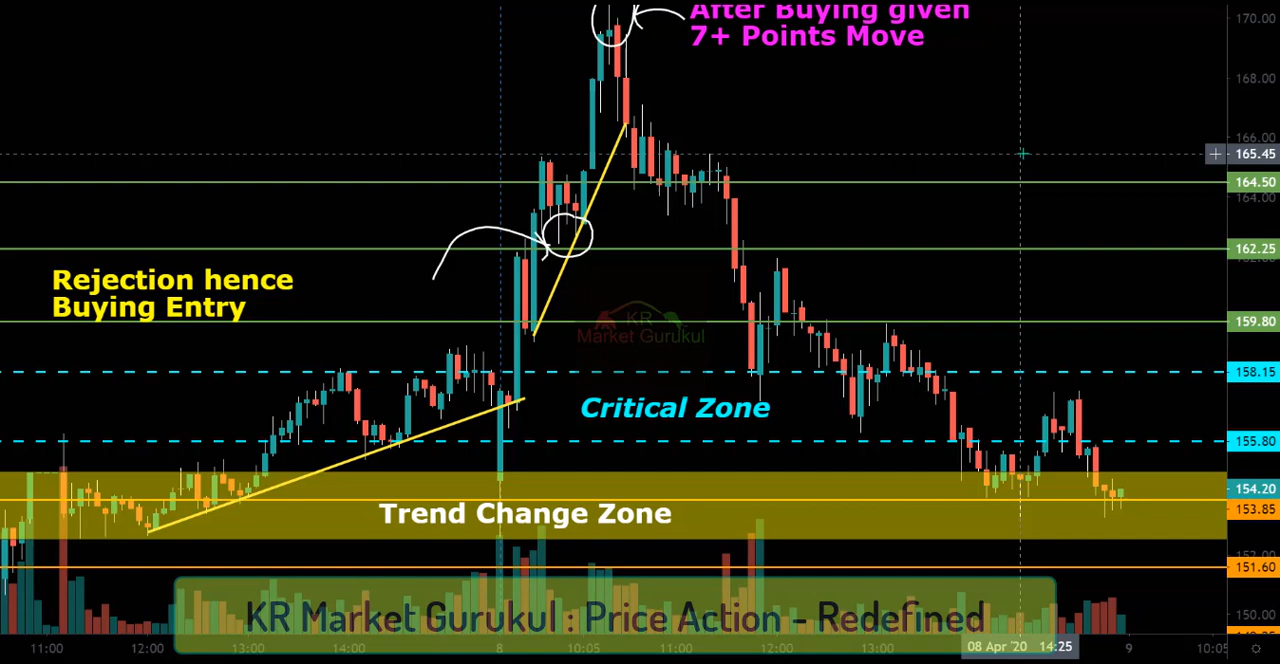 After Buying given
7+ Points Move
170.00
168.00
166.00
165.45
164.50
164.00
162.25
Rejection hence
Buying Entry
159.80
KR
Market Gurukul
158.15
Critical Zone
155.80
154.20
Trend Change Zone
153.85
152.00
151.60
KR Market Gurukul : Price Action - Redefined
150.00
11:00 12:00 13:00 14:00 8 10:05 11:00 12:00 13:00 08 Apr '20 14:25 9 10:05